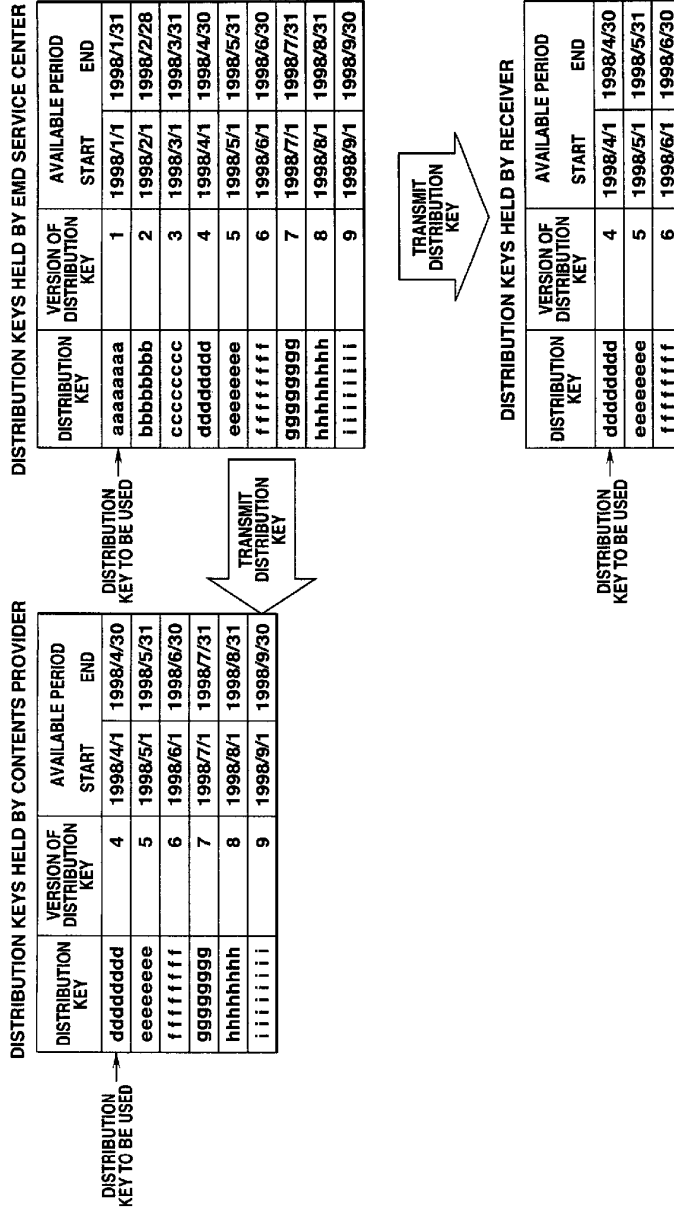 DISTRIBUTION KEYS HELD BY EMD SERVICE CENTER
DISTRIBUTION KEY VERSION OF DISTRIBUTION KEY AVAILABLE PERIOD START END
aaaaaaaa 1 1998/1/1 1998/1/31
bbbbbbbb 2 1998/2/1 1998/2/28
cccccccc 3 1998/3/1 1998/3/31
dddddddd 4 1998/4/1 1998/4/30
eeeeeeee 5 1998/5/1 1998/5/31
ffffffff 6 1998/6/1 1998/6/30
gggggggg 7 1998/7/1 1998/7/31
hhhhhhhh 8 1998/8/1 1998/8/31
iiiiiiii 9 1998/9/1 1998/9/30
DISTRIBUTION
KEY TO BE USED
TRANSMIT
DISTRIBUTION
KEY
DISTRIBUTION KEYS HELD BY CONTENTS PROVIDER
DISTRIBUTION KEY VERSION OF DISTRIBUTION KEY AVAILABLE PERIOD START END
dddddddd 4 1998/4/1 1998/4/30
eeeeeeee 5 1998/5/1 1998/5/31
ffffffff 6 1998/6/1 1998/6/30
gggggggg 7 1998/7/1 1998/7/31
hhhhhhhh 8 1998/8/1 1998/8/31
iiiiiiii 9 1998/9/1 1998/9/30
DISTRIBUTION
KEY TO BE USED
TRANSMIT
DISTRIBUTION
KEY
DISTRIBUTION KEYS HELD BY RECEIVER
DISTRIBUTION KEY VERSION OF DISTRIBUTION KEY AVAILABLE PERIOD START END
dddddddd 4 1998/4/1 1998/4/30
eeeeeeee 5 1998/5/1 1998/5/31
ffffffff 6 1998/6/1 1998/6/30
DISTRIBUTION
KEY TO BE USED